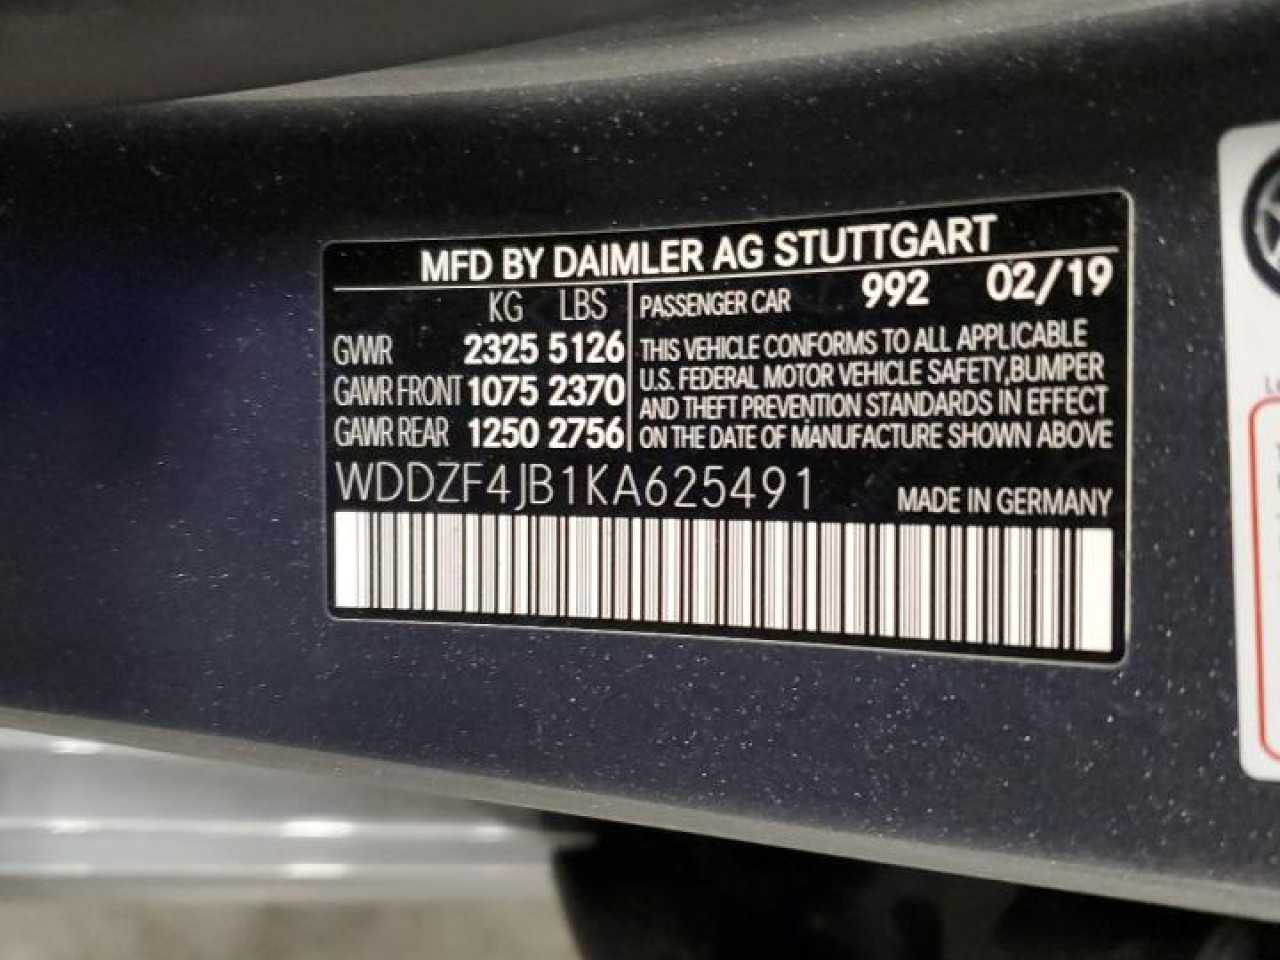 MFD BY DAIMLER AG STUTTGART
KG LBS
GVWR 2325 5126
GAWR FRONT 1075 2370
GAWR REAR 1250 2756
PASSENGER CAR 992 02/19
THIS VEHICLE CONFORMS TO ALL APPLICABLE
U.S. FEDERAL MOTOR VEHICLE SAFETY,BUMPER
AND THEFT PREVENTION STANDARDS IN EFFECT
ON THE DATE OF MANUFACTURE SHOWN ABOVE
WDDZF4JB1KA625491
MADE IN GERMANY